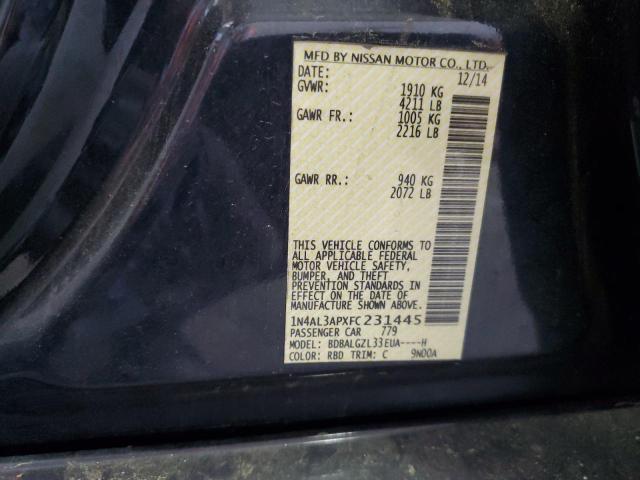 MFD BY NISSAN MOTOR CO., LTD.
DATE: 12/14
GVWR: 1910 KG
4211 LB
GAWR FR.: 1005 KG
2216 LB
GAWR RR.: 940 KG
2072 LB
THIS VEHICLE CONFORMS TO
ALL APPLICABLE FEDERAL
MOTOR VEHICLE SAFETY,
BUMPER, AND THEFT
PREVENTION STANDARDS IN
EFFECT ON THE DATE OF
MANUFACTURE SHOWN ABOVE.
1N4AL3APXFC231445
PASSENGER CAR 779
MODEL: BDBALGZL33EUA----H
COLOR: RBD TRIM: C 9N00A